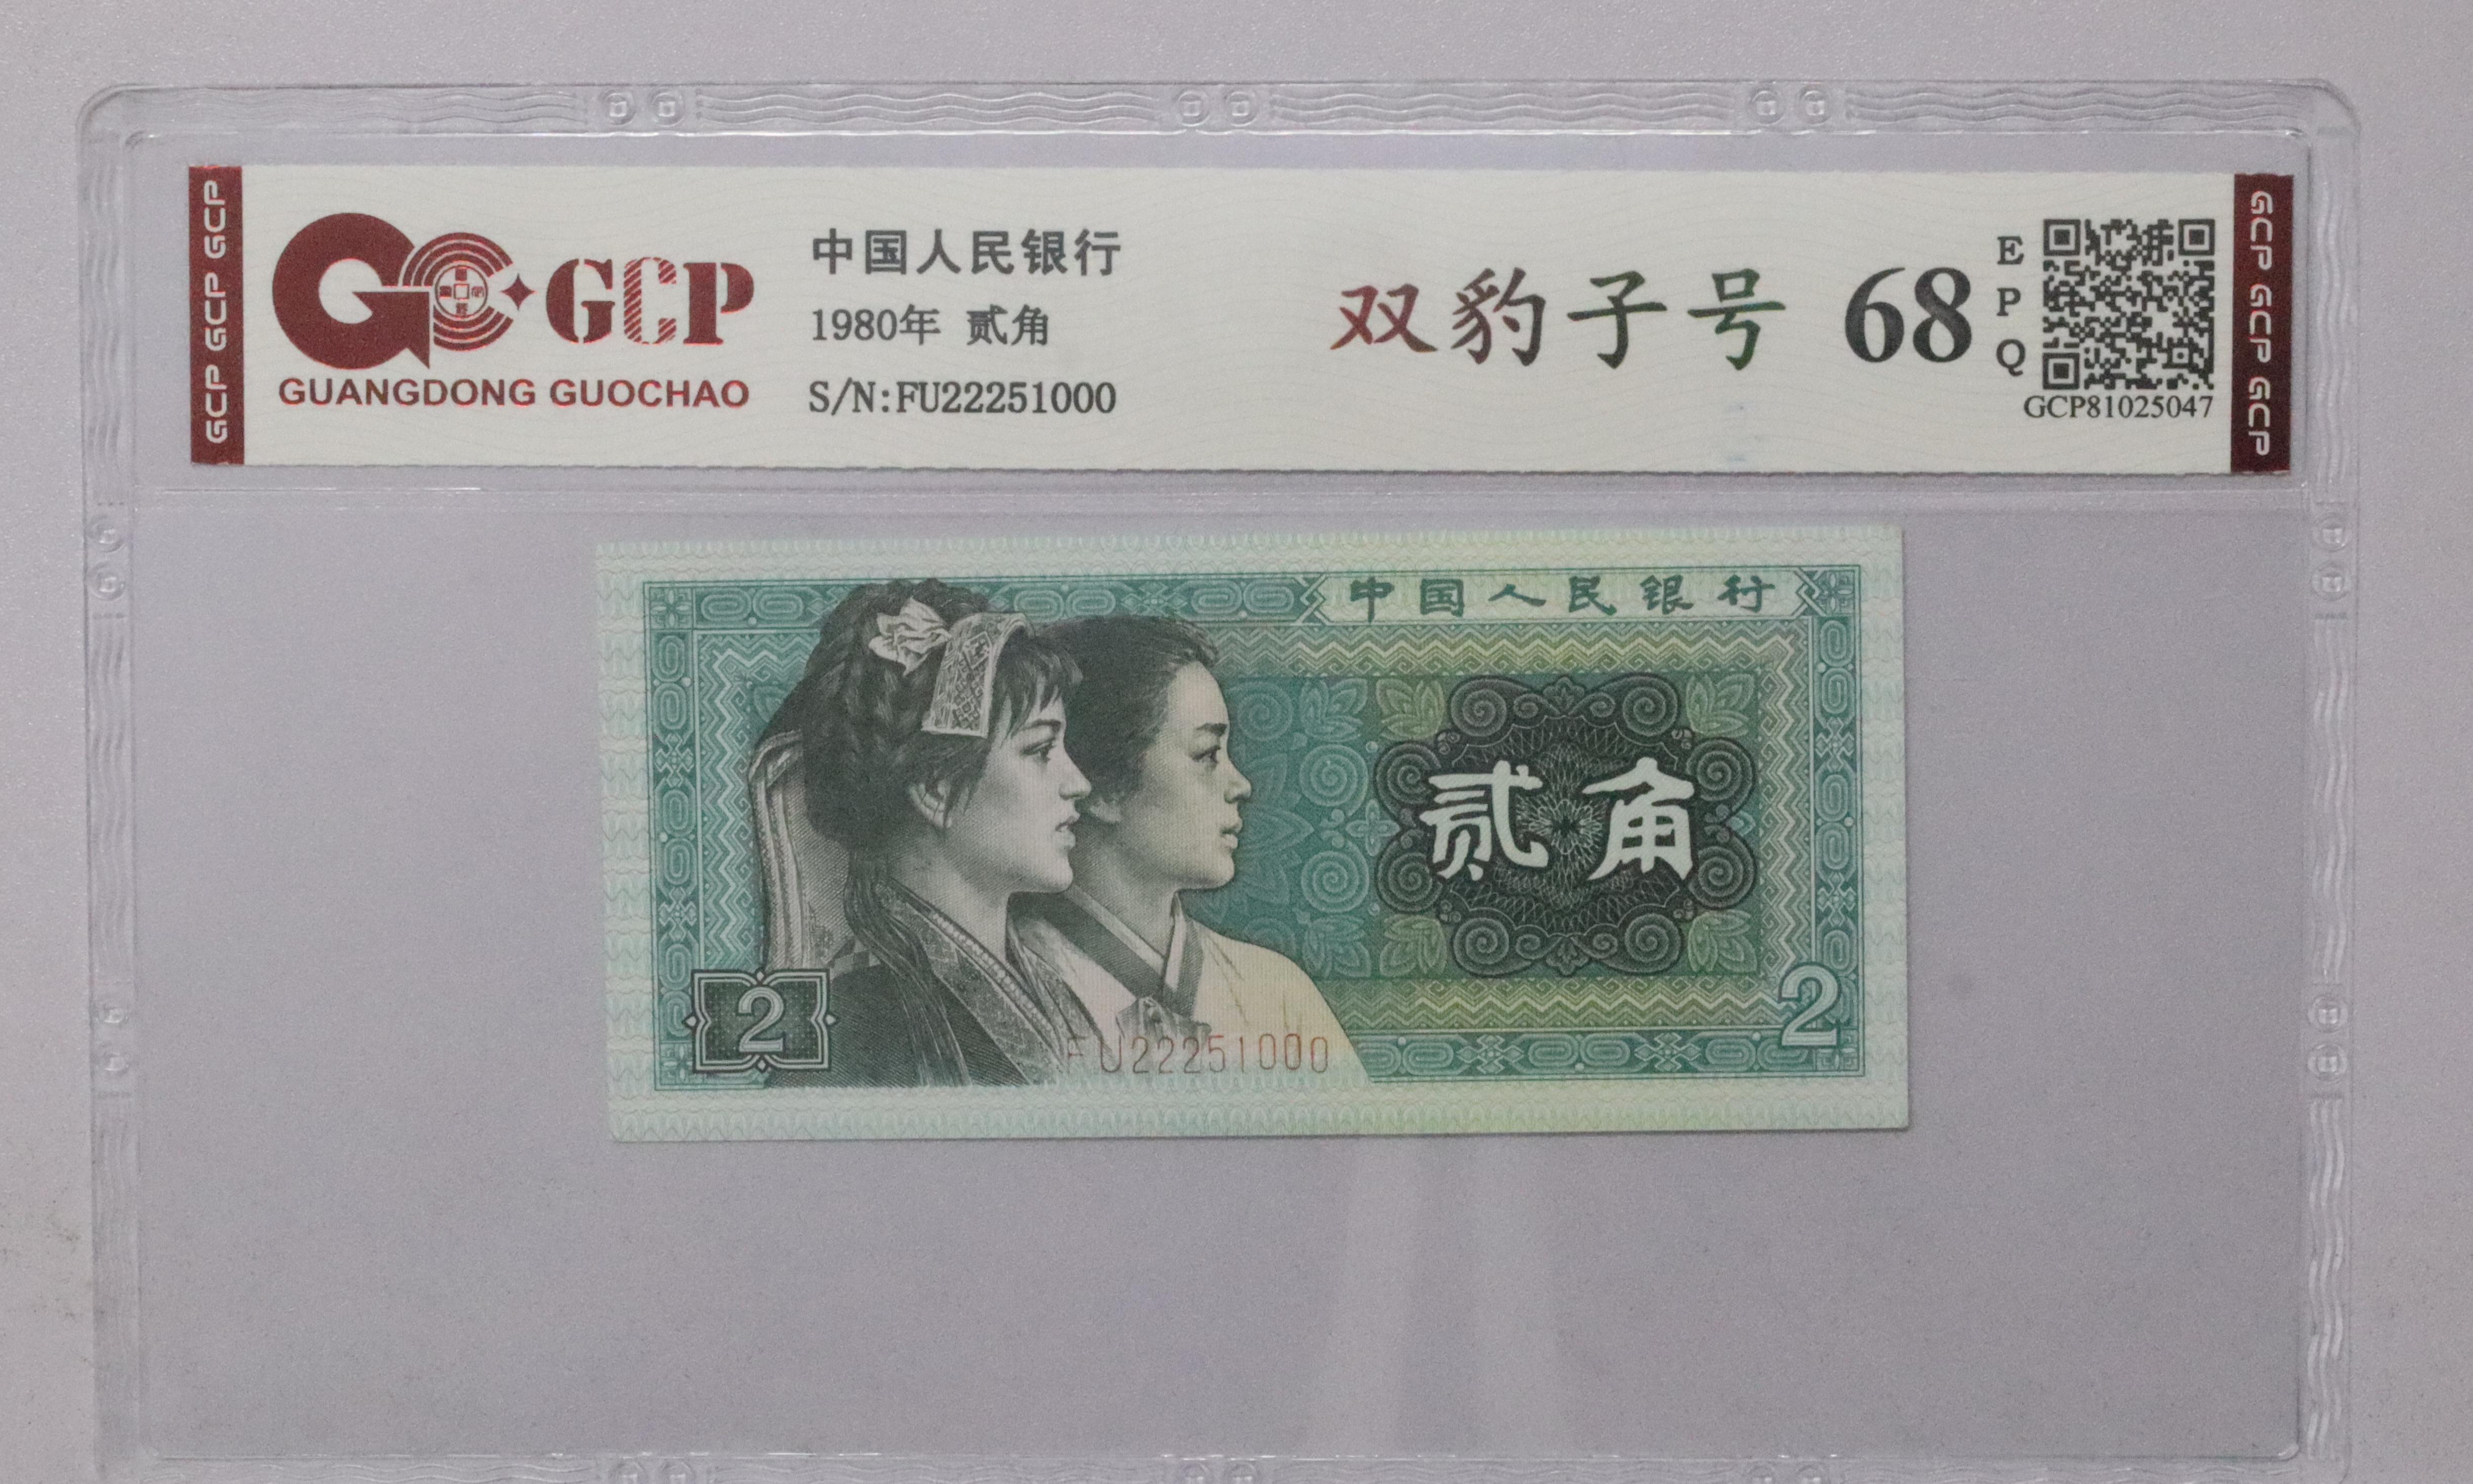 GCP GCP GCP
GCP
GUANGDONG GUOCHAO
中国人民银行
1980年 贰角
S/N:FU22251000
双豹子号
68
E
P
Q
GCP81025047
GCP GCP GCP
中国人民银行
贰角
2
FU22251000
2